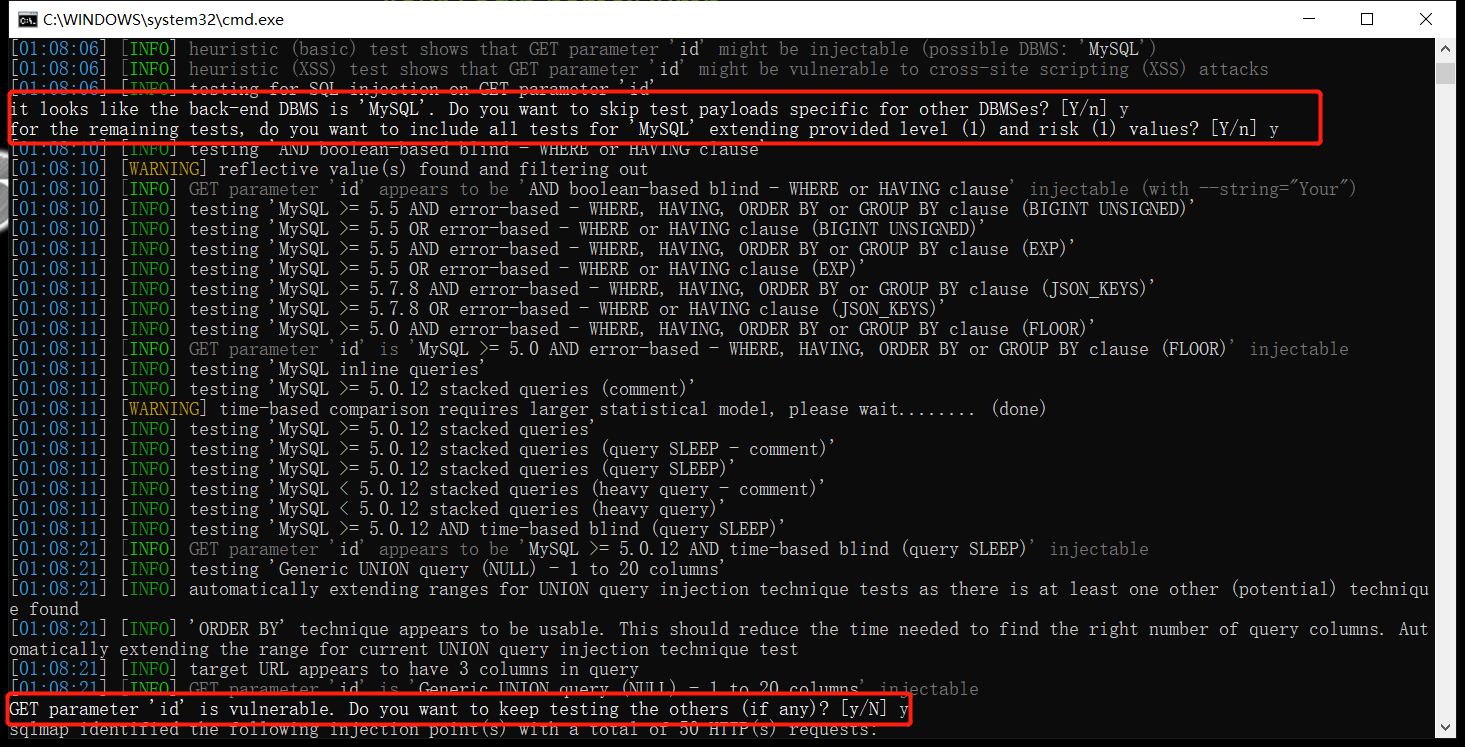 C:\WINDOWS\system32\cmd.exe
[01:08:06] [INFO] heuristic (basic) test shows that GET parameter 'id' might be injectable (possible DBMS: 'MySQL')
[01:08:06] [INFO] heuristic (XSS) test shows that GET parameter 'id' might be vulnerable to cross-site scripting (XSS) attacks
[01:08:06] [INFO] testing for SQL injection on GET parameter 'id'
it looks like the back-end DBMS is 'MySQL'. Do you want to skip test payloads specific for other DBMSes? [Y/n] y
for the remaining tests, do you want to include all tests for 'MySQL' extending provided level (1) and risk (1) values? [Y/n] y
[01:08:10] [INFO] testing 'AND boolean-based blind - WHERE or HAVING clause'
[01:08:10] [WARNING] reflective value(s) found and filtering out
[01:08:10] [INFO] GET parameter 'id' appears to be 'AND boolean-based blind - WHERE or HAVING clause' injectable (with --string="Your")
[01:08:10] [INFO] testing 'MySQL >= 5.5 AND error-based - WHERE, HAVING, ORDER BY or GROUP BY clause (BIGINT UNSIGNED)'
[01:08:10] [INFO] testing 'MySQL >= 5.5 OR error-based - WHERE or HAVING clause (BIGINT UNSIGNED)'
[01:08:11] [INFO] testing 'MySQL >= 5.5 AND error-based - WHERE, HAVING, ORDER BY or GROUP BY clause (EXP)'
[01:08:11] [INFO] testing 'MySQL >= 5.5 OR error-based - WHERE or HAVING clause (EXP)'
[01:08:11] [INFO] testing 'MySQL >= 5.7.8 AND error-based - WHERE, HAVING, ORDER BY or GROUP BY clause (JSON_KEYS)'
[01:08:11] [INFO] testing 'MySQL >= 5.7.8 OR error-based - WHERE or HAVING clause (JSON_KEYS)'
[01:08:11] [INFO] testing 'MySQL >= 5.0 AND error-based - WHERE, HAVING, ORDER BY or GROUP BY clause (FLOOR)'
[01:08:11] [INFO] GET parameter 'id' is 'MySQL >= 5.0 AND error-based - WHERE, HAVING, ORDER BY or GROUP BY clause (FLOOR)' injectable
[01:08:11] [INFO] testing 'MySQL inline queries'
[01:08:11] [INFO] testing 'MySQL >= 5.0.12 stacked queries (comment)'
[01:08:11] [WARNING] time-based comparison requires larger statistical model, please wait........ (done)
[01:08:11] [INFO] testing 'MySQL >= 5.0.12 stacked queries'
[01:08:11] [INFO] testing 'MySQL >= 5.0.12 stacked queries (query SLEEP - comment)'
[01:08:11] [INFO] testing 'MySQL >= 5.0.12 stacked queries (query SLEEP)'
[01:08:11] [INFO] testing 'MySQL < 5.0.12 stacked queries (heavy query - comment)'
[01:08:11] [INFO] testing 'MySQL < 5.0.12 stacked queries (heavy query)'
[01:08:11] [INFO] testing 'MySQL >= 5.0.12 AND time-based blind (query SLEEP)'
[01:08:21] [INFO] GET parameter 'id' appears to be 'MySQL >= 5.0.12 AND time-based blind (query SLEEP)' injectable
[01:08:21] [INFO] testing 'Generic UNION query (NULL) - 1 to 20 columns'
[01:08:21] [INFO] automatically extending ranges for UNION query injection technique tests as there is at least one other (potential) techniqu
e found
[01:08:21] [INFO] 'ORDER BY' technique appears to be usable. This should reduce the time needed to find the right number of query columns. Aut
omatically extending the range for current UNION query injection technique test
[01:08:21] [INFO] target URL appears to have 3 columns in query
[01:08:21] [INFO] GET parameter 'id' is 'Generic UNION query (NULL) - 1 to 20 columns' injectable
GET parameter 'id' is vulnerable. Do you want to keep testing the others (if any)? [y/N] y
sqlmap identified the following injection point(s) with a total of 50 HTTP(s) requests: